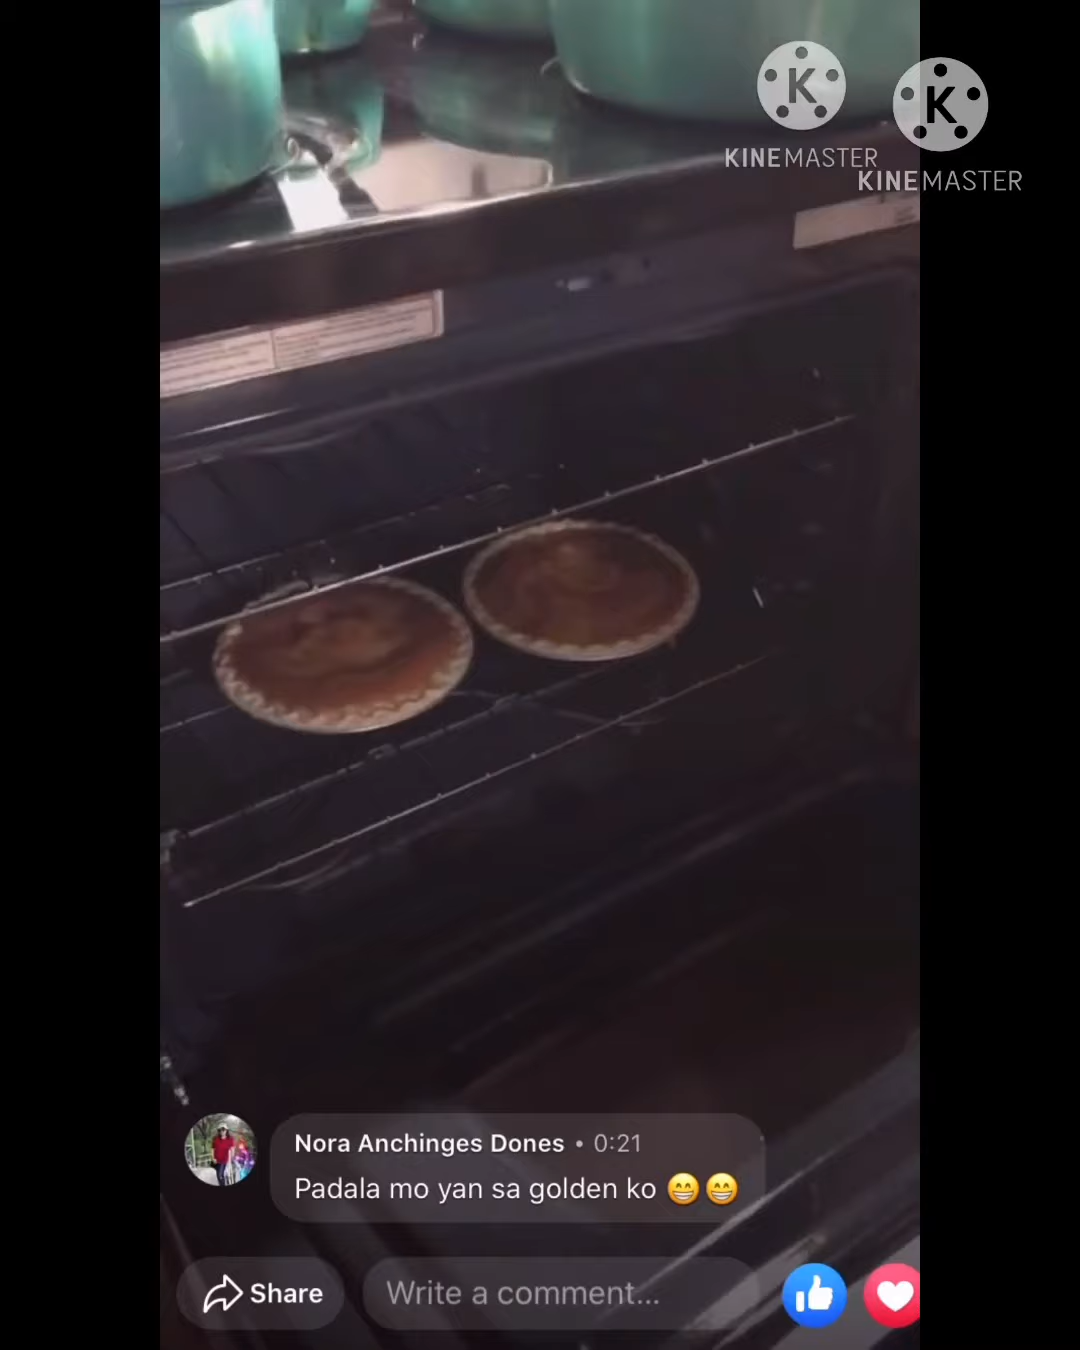 KINEMASTER
KINEMASTER
Nora Anchinges Dones • 0:21
Padala mo yan sa golden ko 😁😁
Share
Write a comment...